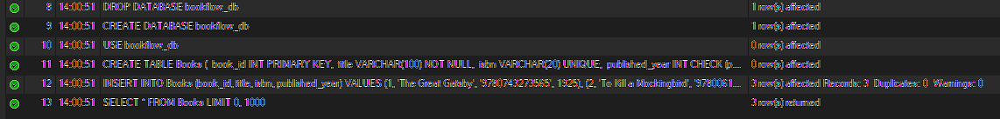 8 14:00:51 DROP DATABASE bookflow_db 1 row(s) affected
9 14:00:51 CREATE DATABASE bookflow_db 1 row(s) affected
10 14:00:51 USE bookflow_db 0 row(s) affected
11 14:00:51 CREATE TABLE Books ( book_id INT PRIMARY KEY, title VARCHAR(100) NOT NULL, isbn VARCHAR(20) UNIQUE, published_year INT CHECK (p... 0 row(s) affected
12 14:00:51 INSERT INTO Books (book_id, title, isbn, published_year) VALUES (1, 'The Great Gatsby', '9780743273565', 1925), (2, 'To Kill a Mockingbird', '9780061... 3 row(s) affected Records: 3 Duplicates: 0 Warnings: 0
13 14:00:51 SELECT * FROM Books LIMIT 0, 1000 3 row(s) returned